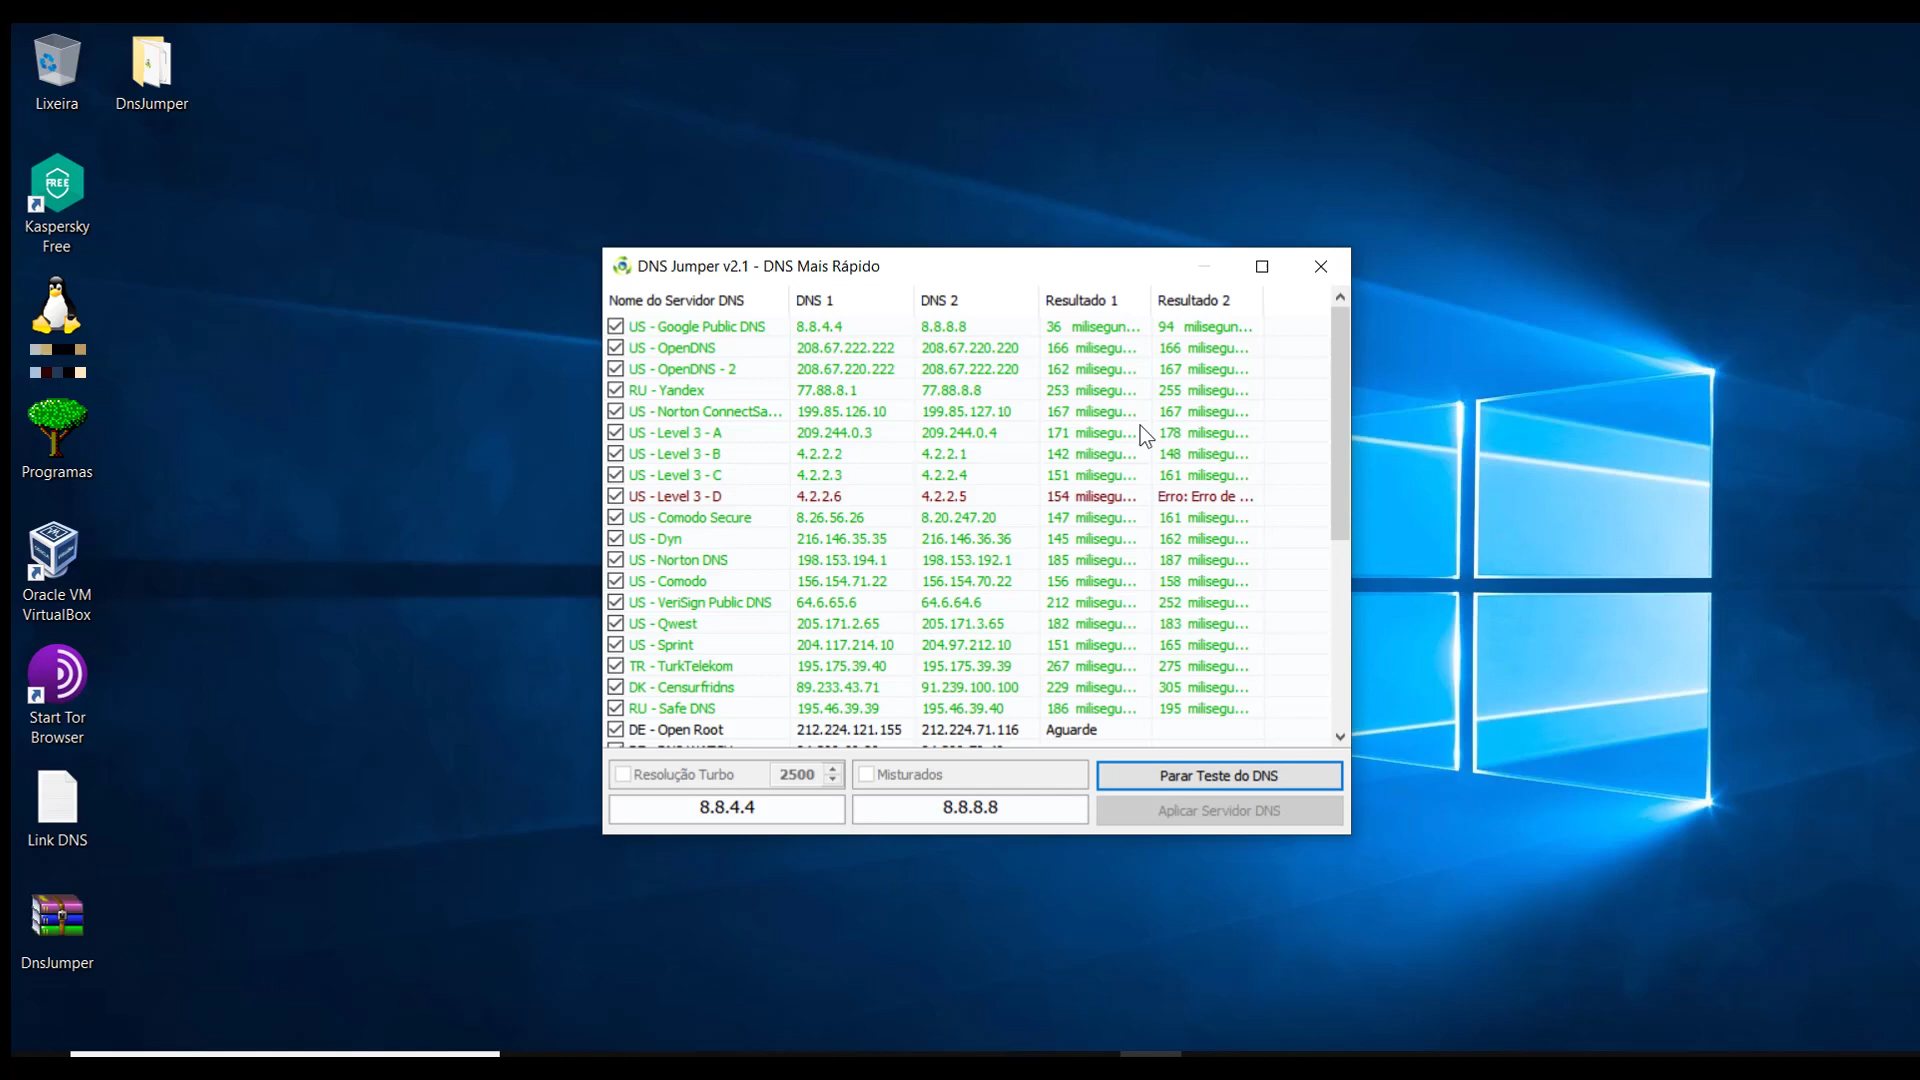 Lixeira
DnsJumper
FREE
Kaspersky
Free
Programas
Oracle VM
VirtualBox
Start Tor
Browser
Link DNS
DnsJumper
DNS Jumper v2.1 - DNS Mais Rápido
Nome do Servidor DNS DNS 1 DNS 2 Resultado 1 Resultado 2
US - Google Public DNS 8.8.4.4 8.8.8.8 36 milisegun... 94 milisegun...
US - OpenDNS 208.67.222.222 208.67.220.220 166 milisegu... 166 milisegu...
US - OpenDNS - 2 208.67.220.222 208.67.222.220 162 milisegu... 167 milisegu...
RU - Yandex 77.88.8.1 77.88.8.8 253 milisegu... 255 milisegu...
US - Norton ConnectSa... 199.85.126.10 199.85.127.10 167 milisegu... 167 milisegu...
US - Level 3 - A 209.244.0.3 209.244.0.4 171 milisegu... 178 milisegu...
US - Level 3 - B 4.2.2.2 4.2.2.1 142 milisegu... 148 milisegu...
US - Level 3 - C 4.2.2.3 4.2.2.4 151 milisegu... 161 milisegu...
US - Level 3 - D 4.2.2.6 4.2.2.5 154 milisegu... Erro: Erro de ...
US - Comodo Secure 8.26.56.26 8.20.247.20 147 milisegu... 161 milisegu...
US - Dyn 216.146.35.35 216.146.36.36 145 milisegu... 162 milisegu...
US - Norton DNS 198.153.194.1 198.153.192.1 185 milisegu... 187 milisegu...
US - Comodo 156.154.71.22 156.154.70.22 156 milisegu... 158 milisegu...
US - VeriSign Public DNS 64.6.65.6 64.6.64.6 212 milisegu... 252 milisegu...
US - Qwest 205.171.2.65 205.171.3.65 182 milisegu... 183 milisegu...
US - Sprint 204.117.214.10 204.97.212.10 151 milisegu... 165 milisegu...
TR - TurkTelekom 195.175.39.40 195.175.39.39 267 milisegu... 275 milisegu...
DK - Censurfridns 89.233.43.71 91.239.100.100 229 milisegu... 305 milisegu...
RU - Safe DNS 195.46.39.39 195.46.39.40 186 milisegu... 195 milisegu...
DE - Open Root 212.224.121.155 212.224.71.116 Aguarde
Resolução Turbo 2500 Misturados Parar Teste do DNS
8.8.4.4 8.8.8.8 Aplicar Servidor DNS